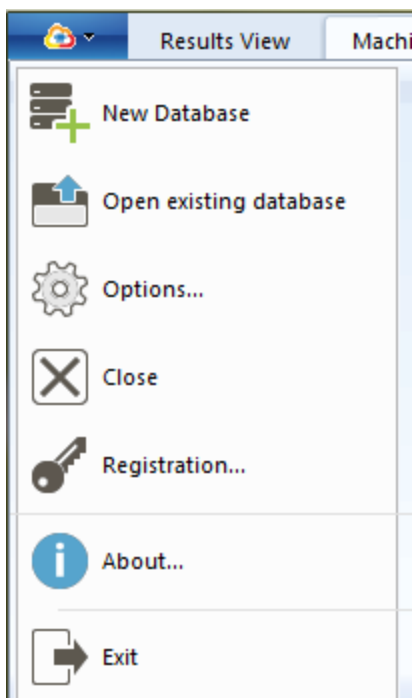 Results View
New Database
Open existing database
Options...
Close
Registration...
About...
Exit